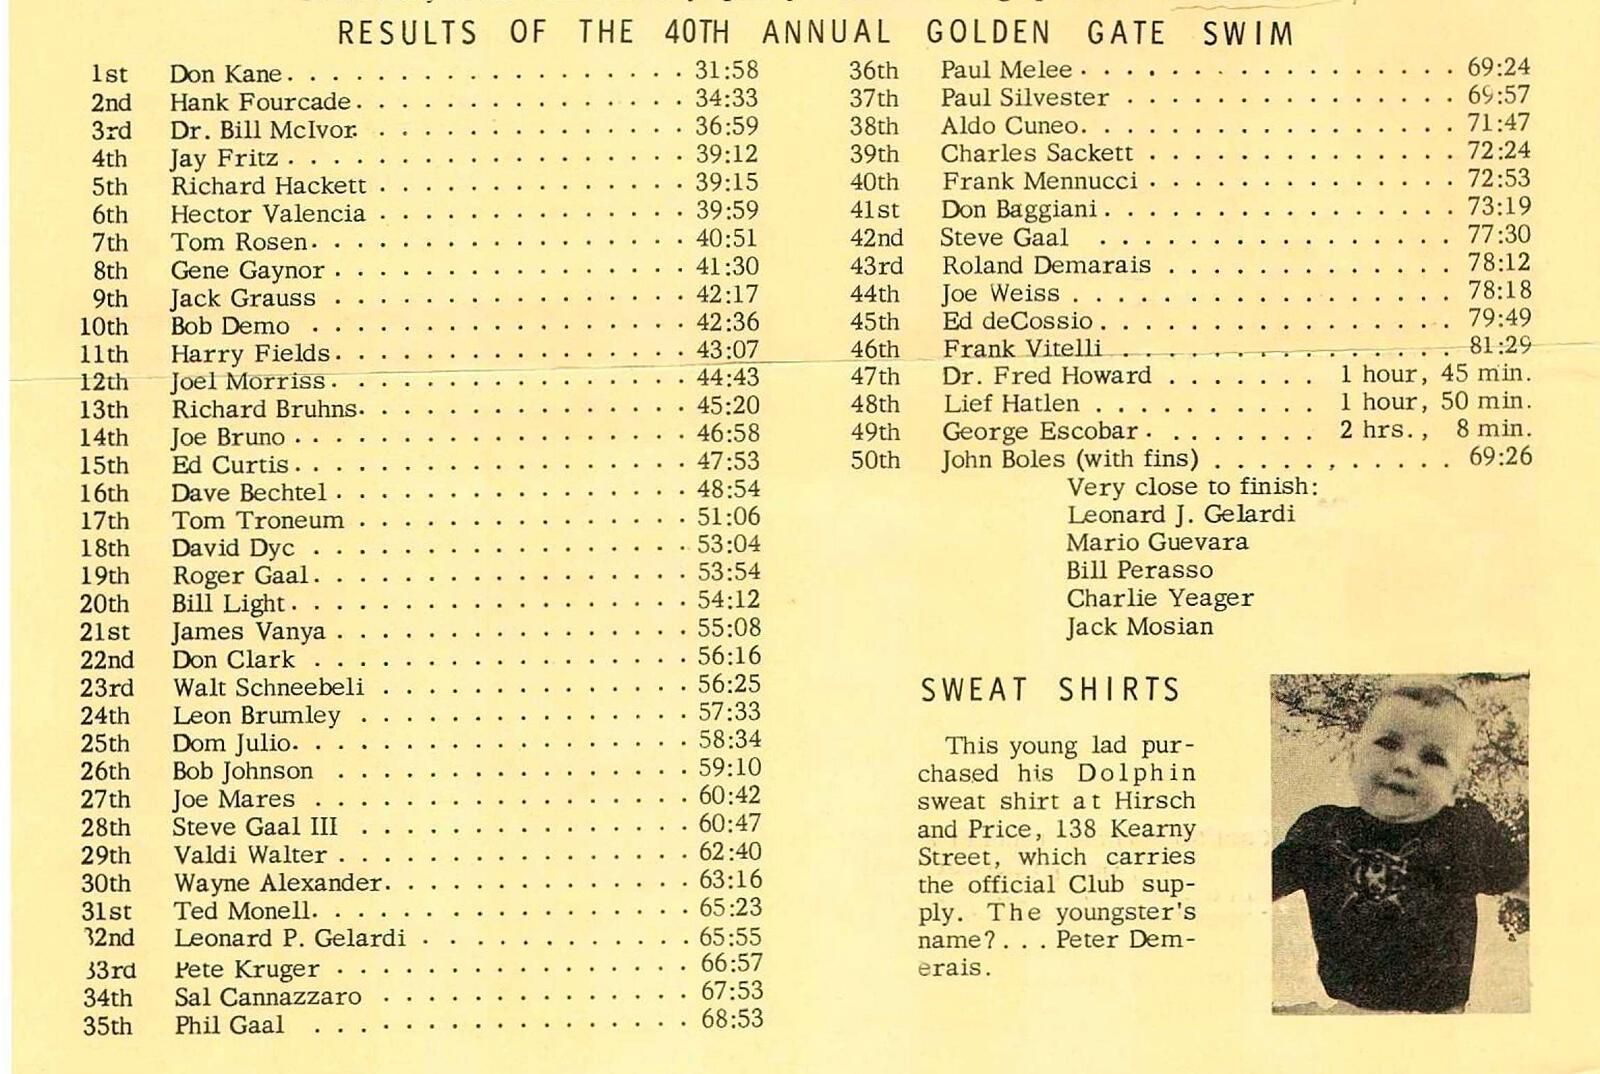 RESULTS OF THE 40TH ANNUAL GOLDEN GATE SWIM
1st Don Kane. . . . . . . . . . . . . . . . . . 31:58
2nd Hank Fourcade. . . . . . . . . . . . . . . 34:33
3rd Dr. Bill McIvor. . . . . . . . . . . . . . . 36:59
4th Jay Fritz . . . . . . . . . . . . . . . . . . 39:12
5th Richard Hackett . . . . . . . . . . . . . . 39:15
6th Hector Valencia . . . . . . . . . . . . . . 39:59
7th Tom Rosen. . . . . . . . . . . . . . . . . 40:51
8th Gene Gaynor . . . . . . . . . . . . . . . . 41:30
9th Jack Grauss . . . . . . . . . . . . . . . . 42:17
10th Bob Demo . . . . . . . . . . . . . . . . . 42:36
11th Harry Fields. . . . . . . . . . . . . . . . 43:07
12th Joel Morriss. . . . . . . . . . . . . . . . 44:43
13th Richard Bruhns. . . . . . . . . . . . . . . 45:20
14th Joe Bruno . . . . . . . . . . . . . . . . . . 46:58
15th Ed Curtis. . . . . . . . . . . . . . . . . . 47:53
16th Dave Bechtel . . . . . . . . . . . . . . . . 48:54
17th Tom Troneum . . . . . . . . . . . . . . . 51:06
18th David Dyc . . . . . . . . . . . . . . . . . 53:04
19th Roger Gaal. . . . . . . . . . . . . . . . . 53:54
20th Bill Light. . . . . . . . . . . . . . . . . . 54:12
21st James Vanya . . . . . . . . . . . . . . . . 55:08
22nd Don Clark . . . . . . . . . . . . . . . . . 56:16
23rd Walt Schneebeli . . . . . . . . . . . . . . 56:25
24th Leon Brumley . . . . . . . . . . . . . . . 57:33
25th Dom Julio. . . . . . . . . . . . . . . . . . 58:34
26th Bob Johnson . . . . . . . . . . . . . . . . 59:10
27th Joe Mares . . . . . . . . . . . . . . . . . 60:42
28th Steve Gaal III . . . . . . . . . . . . . . . 60:47
29th Valdi Walter . . . . . . . . . . . . . . . . 62:40
30th Wayne Alexander. . . . . . . . . . . . . . 63:16
31st Ted Monell. . . . . . . . . . . . . . . . . 65:23
32nd Leonard P. Gelardi . . . . . . . . . . . . 65:55
33rd Pete Kruger . . . . . . . . . . . . . . . . 66:57
34th Sal Cannazzaro . . . . . . . . . . . . . . 67:53
35th Phil Gaal . . . . . . . . . . . . . . . . . 68:53
36th Paul Melee . . . . . . . . . . . . . . . . . 69:24
37th Paul Silvester . . . . . . . . . . . . . . . 69:57
38th Aldo Cuneo. . . . . . . . . . . . . . . . . 71:47
39th Charles Sackett . . . . . . . . . . . . . . 72:24
40th Frank Mennucci . . . . . . . . . . . . . . 72:53
41st Don Baggiani. . . . . . . . . . . . . . . . 73:19
42nd Steve Gaal . . . . . . . . . . . . . . . . 77:30
43rd Roland Demarais . . . . . . . . . . . . . 78:12
44th Joe Weiss . . . . . . . . . . . . . . . . . 78:18
45th Ed deCossio. . . . . . . . . . . . . . . . 79:49
46th Frank Vitelli . . . . . . . . . . . . . . . 81:29
47th Dr. Fred Howard . . . . . . . 1 hour, 45 min.
48th Lief Hatlen . . . . . . . . . . 1 hour, 50 min.
49th George Escobar . . . . . . . 2 hrs., 8 min.
50th John Boles (with fins) . . . . . . . . . . . 69:26
Very close to finish:
Leonard J. Gelardi
Mario Guevara
Bill Perasso
Charlie Yeager
Jack Mosian
SWEAT SHIRTS
This young lad pur-
chased his Dolphin
sweat shirt at Hirsch
and Price, 138 Kearny
Street, which carries
the official Club sup-
ply. The youngster's
name? . . . Peter Dem-
erais.